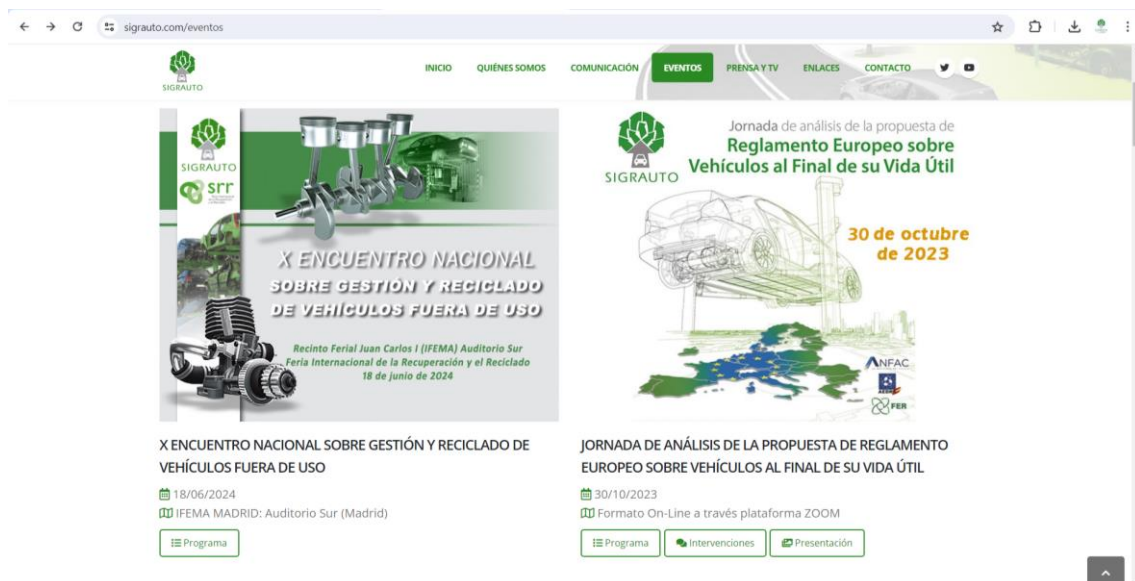 sigrauto.com/eventos
SIGRAUTO
INICIO QUIÉNES SOMOS COMUNICACIÓN EVENTOS PRENSA Y TV ENLACES CONTACTO
SIGRAUTO
srr
X ENCUENTRO NACIONAL
SOBRE GESTIÓN Y RECICLADO
DE VEHÍCULOS FUERA DE USO
Recinto Ferial Juan Carlos I (IFEMA) Auditorio Sur
Feria Internacional de la Recuperación y el Reciclado
18 de junio de 2024
SIGRAUTO
Jornada de análisis de la propuesta de
Reglamento Europeo sobre
Vehículos al Final de su Vida Útil
30 de octubre
de 2023
ANFAC
FER
X ENCUENTRO NACIONAL SOBRE GESTIÓN Y RECICLADO DE
VEHÍCULOS FUERA DE USO
18/06/2024
IFEMA MADRID: Auditorio Sur (Madrid)
Programa
JORNADA DE ANÁLISIS DE LA PROPUESTA DE REGLAMENTO
EUROPEO SOBRE VEHÍCULOS AL FINAL DE SU VIDA ÚTIL
30/10/2023
Formato On-Line a través plataforma ZOOM
Programa Intervenciones Presentación